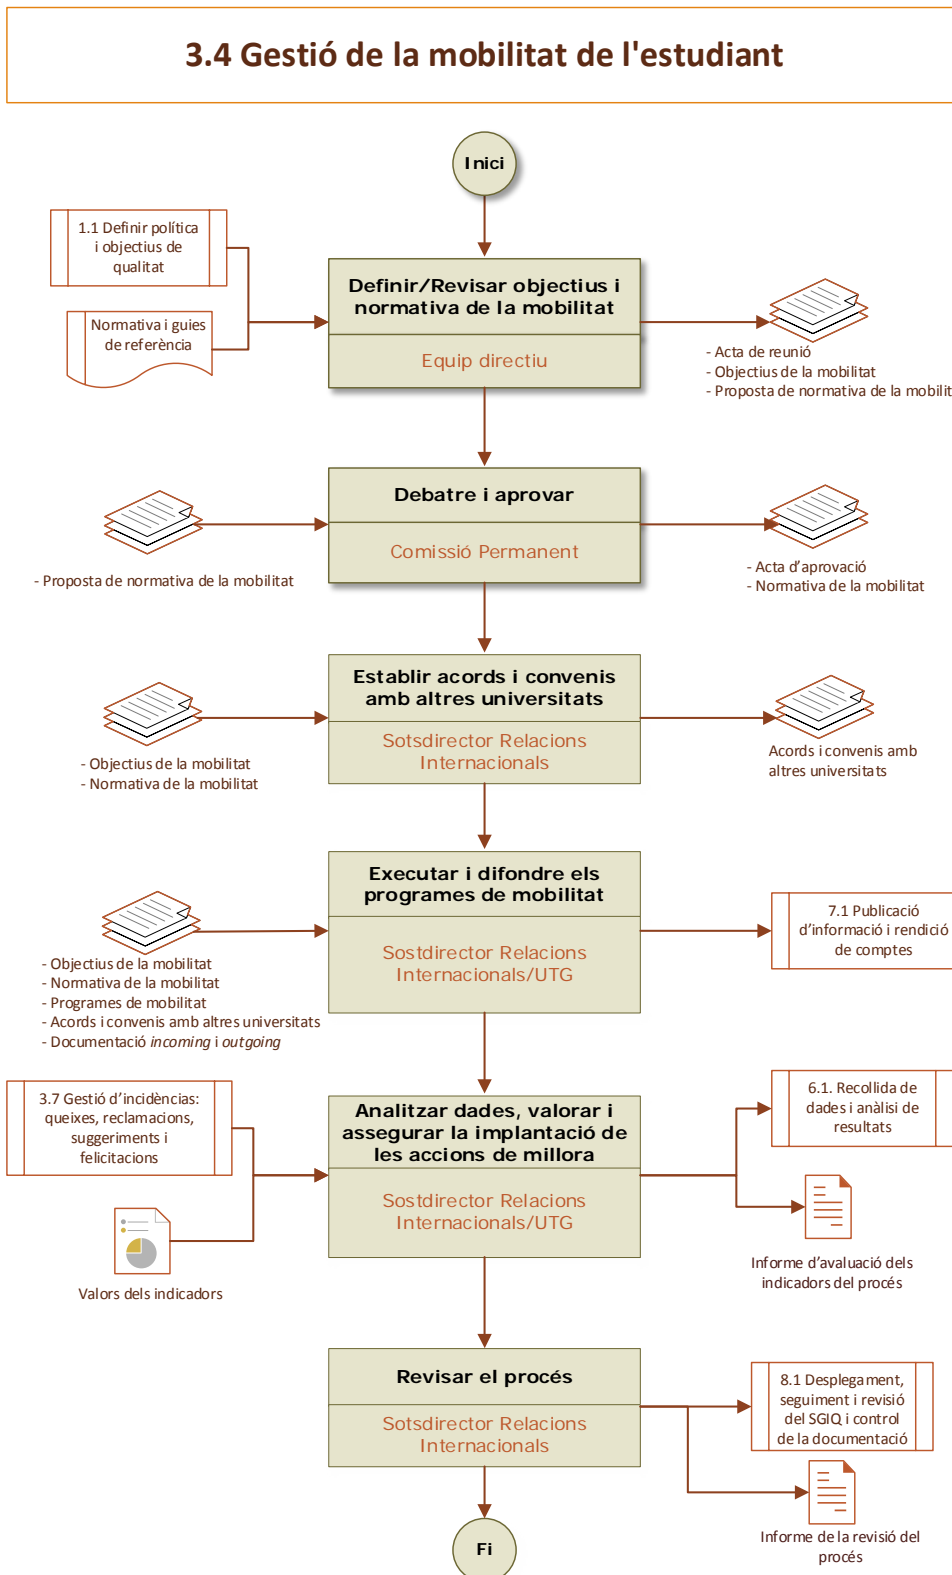 3.4 Gestió de la mobilitat de l'estudiant
Inici
1.1 Definir política
i objectius de
qualitat
Normativa i guies
de referència
Definir/Revisar objectius i
normativa de la mobilitat
Equip directiu
- Acta de reunió
- Objectius de la mobilitat
- Proposta de normativa de la mobilit
Debatre i aprovar
Comissió Permanent
- Proposta de normativa de la mobilitat
- Acta d'aprovació
- Normativa de la mobilitat
Establir acords i convenis
amb altres universitats
Sotsdirector Relacions
Internacionals
- Objectius de la mobilitat
- Normativa de la mobilitat
Acords i convenis amb
altres universitats
Executar i difondre els
programes de mobilitat
Sostdirector Relacions
Internacionals/UTG
- Objectius de la mobilitat
- Normativa de la mobilitat
- Programes de mobilitat
- Acords i convenis amb altres universitats
- Documentació incoming i outgoing
7.1 Publicació
d'informació i rendició
de comptes
3.7 Gestió d'incidències:
queixes, reclamacions,
suggeriments i
felicitacions
Valors dels indicadors
Analitzar dades, valorar i
assegurar la implantació de
les accions de millora
Sostdirector Relacions
Internacionals/UTG
6.1. Recollida de
dades i anàlisi de
resultats
Informe d'avaluació dels
indicadors del procés
Revisar el procés
Sotsdirector Relacions
Internacionals
8.1 Desplegament,
seguiment i revisió
del SGIQ i control
de la documentació
Informe de la revisió del
procés
Fi